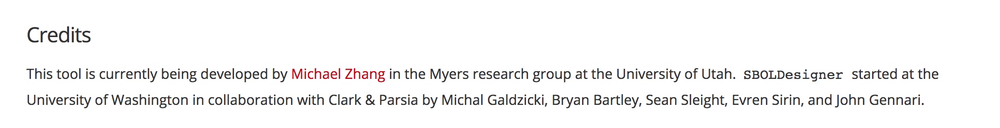 Credits
This tool is currently being developed by Michael Zhang in the Myers research group at the University of Utah. SBOLDesigner started at the
University of Washington in collaboration with Clark & Parsia by Michal Galdzicki, Bryan Bartley, Sean Sleight, Evren Sirin, and John Gennari.